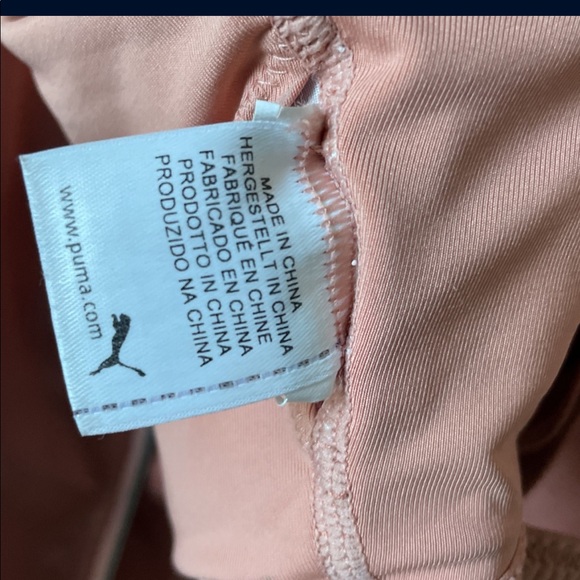 MADE IN CHINA
HERGESTELLT IN CHINA
FABRIQUÉ EN CHINE
FABRICADO EN CHINA
PRODOTTO IN CHINA
PRODUZIDO NA CHINA
www.puma.com